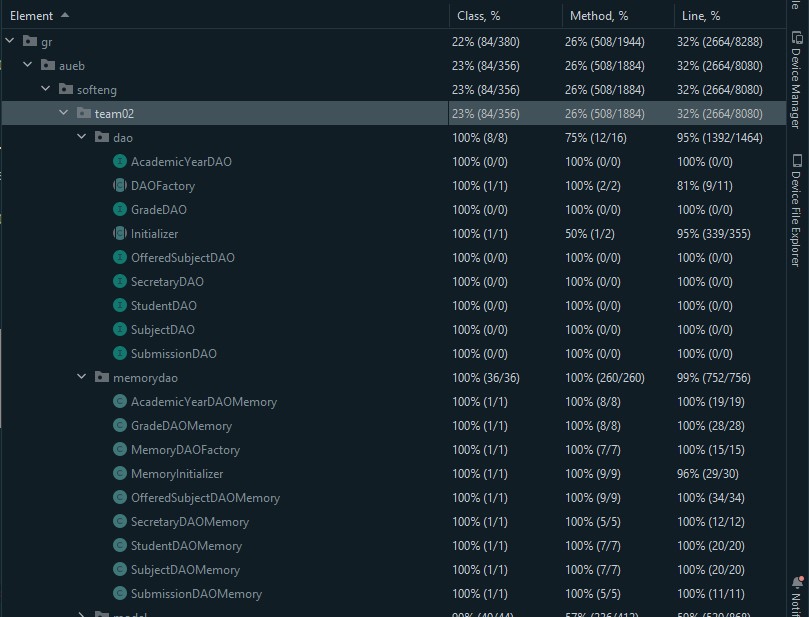 Element Class, % Method, % Line, %
gr 22% (84/380) 26% (508/1944) 32% (2664/8288)
aueb 23% (84/356) 26% (508/1884) 32% (2664/8080)
softeng 23% (84/356) 26% (508/1884) 32% (2664/8080)
team02 23% (84/356) 26% (508/1884) 32% (2664/8080)
dao 100% (8/8) 75% (12/16) 95% (1392/1464)
AcademicYearDAO 100% (0/0) 100% (0/0) 100% (0/0)
DAOFactory 100% (1/1) 100% (2/2) 81% (9/11)
GradeDAO 100% (0/0) 100% (0/0) 100% (0/0)
Initializer 100% (1/1) 50% (1/2) 95% (339/355)
OfferedSubjectDAO 100% (0/0) 100% (0/0) 100% (0/0)
SecretaryDAO 100% (0/0) 100% (0/0) 100% (0/0)
StudentDAO 100% (0/0) 100% (0/0) 100% (0/0)
SubjectDAO 100% (0/0) 100% (0/0) 100% (0/0)
SubmissionDAO 100% (0/0) 100% (0/0) 100% (0/0)
memorydao 100% (36/36) 100% (260/260) 99% (752/756)
AcademicYearDAOMemory 100% (1/1) 100% (8/8) 100% (19/19)
GradeDAOMemory 100% (1/1) 100% (8/8) 100% (28/28)
MemoryDAOFactory 100% (1/1) 100% (7/7) 100% (15/15)
MemoryInitializer 100% (1/1) 100% (9/9) 96% (29/30)
OfferedSubjectDAOMemory 100% (1/1) 100% (9/9) 100% (34/34)
SecretaryDAOMemory 100% (1/1) 100% (5/5) 100% (12/12)
StudentDAOMemory 100% (1/1) 100% (7/7) 100% (20/20)
SubjectDAOMemory 100% (1/1) 100% (7/7) 100% (20/20)
SubmissionDAOMemory 100% (1/1) 100% (5/5) 100% (11/11)
Device Manager
Device File Explorer